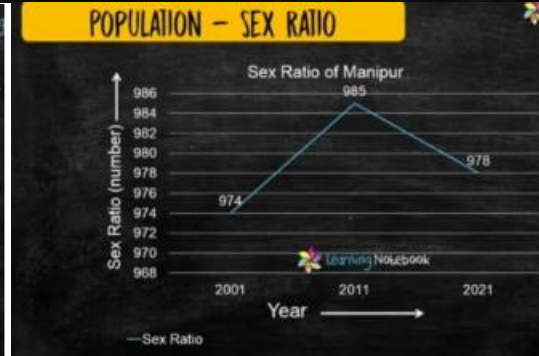 POPULATION - SEX RATIO
Sex Ratio of Manipur
986
984
982
980
978
976
974
972
970
968
Sex Ratio (number)
974
985
978
Learning Notebook
2001 2011 2021
Year
Sex Ratio